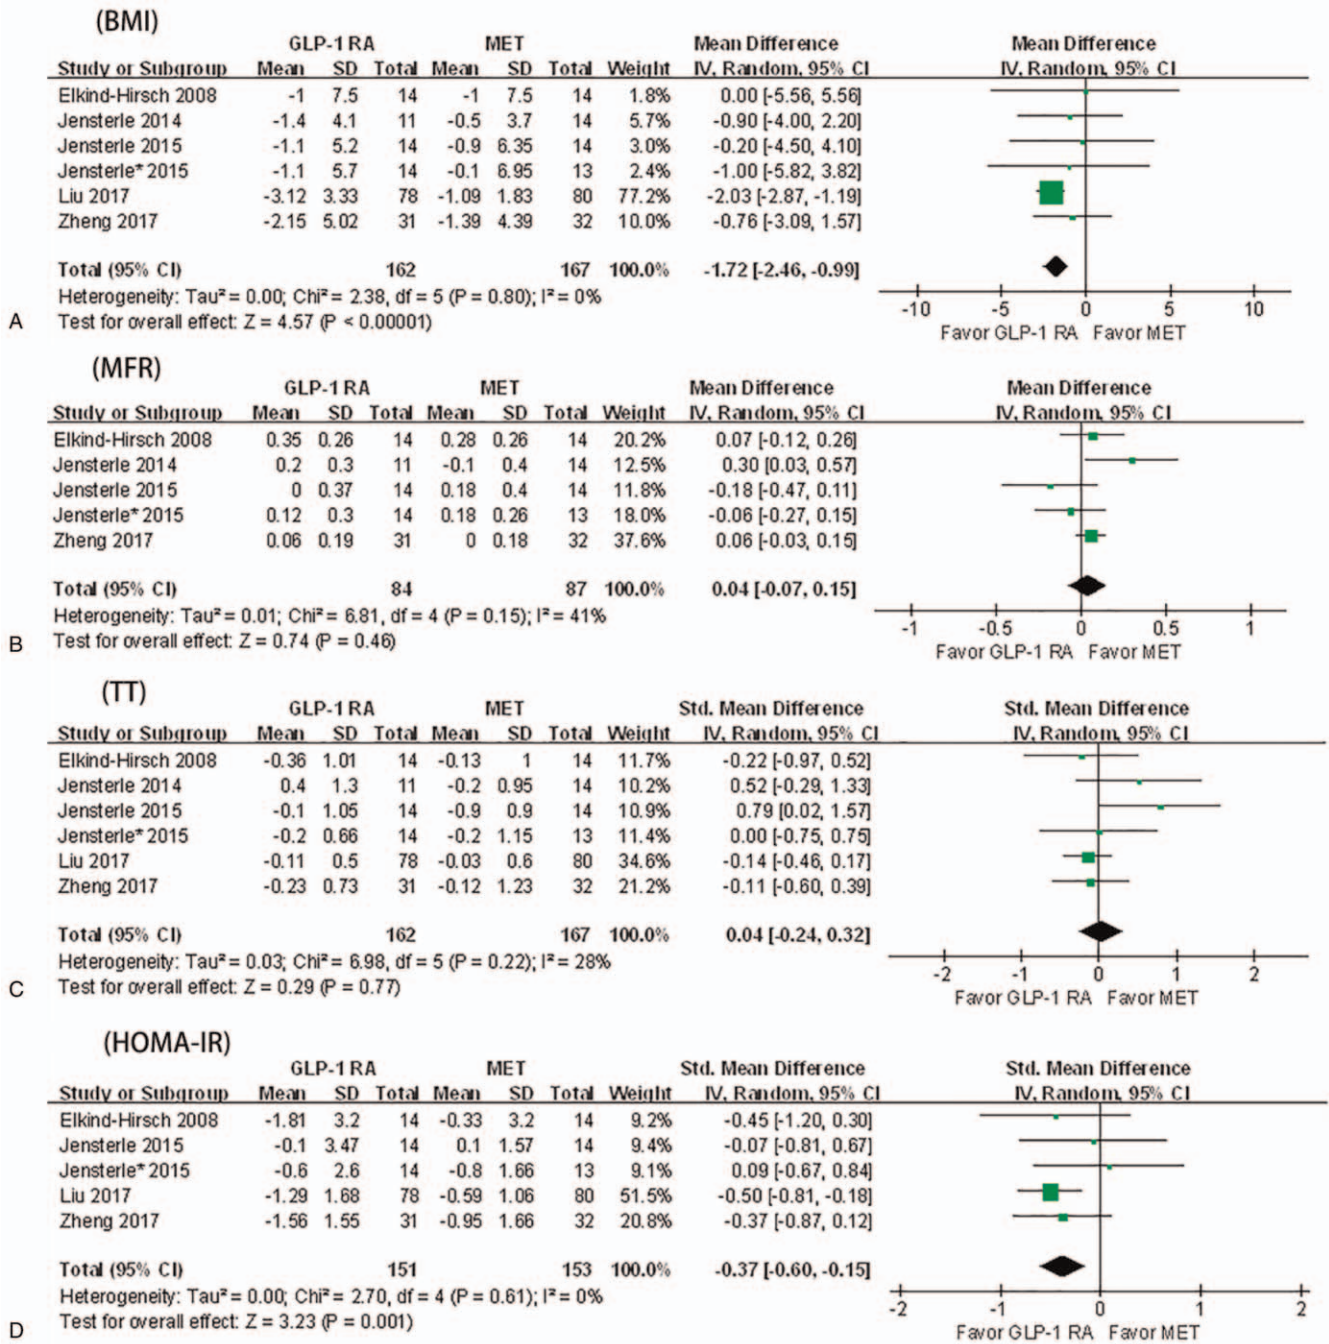 (BMI)
GLP-1 RA MET Mean Difference Mean Difference
Study or Subgroup Mean SD Total Mean SD Total Weight IV, Random, 95% CI IV, Random, 95% CI
Elkind-Hirsch 2008 -1 7.5 14 -1 7.5 14 1.8% 0.00 [-5.56, 5.56]
Jensterle 2014 -1.4 4.1 11 -0.5 3.7 14 5.7% -0.90 [-4.00, 2.20]
Jensterle 2015 -1.1 5.2 14 -0.9 6.35 14 3.0% -0.20 [-4.50, 4.10]
Jensterle* 2015 -1.1 5.7 14 -0.1 6.95 13 2.4% -1.00 [-5.82, 3.82]
Liu 2017 -3.12 3.33 78 -1.09 1.83 80 77.2% -2.03 [-2.87, -1.19]
Zheng 2017 -2.15 5.02 31 -1.39 4.39 32 10.0% -0.76 [-3.09, 1.57]
Total (95% CI) 162 167 100.0% -1.72 [-2.46, -0.99]
Heterogeneity: Tau² = 0.00; Chi² = 2.38, df = 5 (P = 0.80); I² = 0%
Test for overall effect: Z = 4.57 (P < 0.00001)
-10 -5 0 5 10
Favor GLP-1 RA Favor MET
A
(MFR)
GLP-1 RA MET Mean Difference Mean Difference
Study or Subgroup Mean SD Total Mean SD Total Weight IV, Random, 95% CI IV, Random, 95% CI
Elkind-Hirsch 2008 0.35 0.26 14 0.28 0.26 14 20.2% 0.07 [-0.12, 0.26]
Jensterle 2014 0.2 0.3 11 -0.1 0.4 14 12.5% 0.30 [0.03, 0.57]
Jensterle 2015 0 0.37 14 0.18 0.4 14 11.8% -0.18 [-0.47, 0.11]
Jensterle* 2015 0.12 0.3 14 0.18 0.26 13 18.0% -0.06 [-0.27, 0.15]
Zheng 2017 0.06 0.19 31 0 0.18 32 37.6% 0.06 [-0.03, 0.15]
Total (95% CI) 84 87 100.0% 0.04 [-0.07, 0.15]
Heterogeneity: Tau² = 0.01; Chi² = 6.81, df = 4 (P = 0.15); I² = 41%
Test for overall effect: Z = 0.74 (P = 0.46)
-1 -0.5 0 0.5 1
Favor GLP-1 RA Favor MET
B
(TT)
GLP-1 RA MET Std. Mean Difference Std. Mean Difference
Study or Subgroup Mean SD Total Mean SD Total Weight IV, Random, 95% CI IV, Random, 95% CI
Elkind-Hirsch 2008 -0.36 1.01 14 -0.13 1 14 11.7% -0.22 [-0.97, 0.52]
Jensterle 2014 0.4 1.3 11 -0.2 0.95 14 10.2% 0.52 [-0.29, 1.33]
Jensterle 2015 -0.1 1.05 14 -0.9 0.9 14 10.9% 0.79 [0.02, 1.57]
Jensterle* 2015 -0.2 0.66 14 -0.2 1.15 13 11.4% 0.00 [-0.75, 0.75]
Liu 2017 -0.11 0.5 78 -0.03 0.6 80 34.6% -0.14 [-0.46, 0.17]
Zheng 2017 -0.23 0.73 31 -0.12 1.23 32 21.2% -0.11 [-0.60, 0.39]
Total (95% CI) 162 167 100.0% 0.04 [-0.24, 0.32]
Heterogeneity: Tau² = 0.03; Chi² = 6.98, df = 5 (P = 0.22); I² = 28%
Test for overall effect: Z = 0.29 (P = 0.77)
-2 -1 0 1 2
Favor GLP-1 RA Favor MET
C
(HOMA-IR)
GLP-1 RA MET Std. Mean Difference Std. Mean Difference
Study or Subgroup Mean SD Total Mean SD Total Weight IV, Random, 95% CI IV, Random, 95% CI
Elkind-Hirsch 2008 -1.81 3.2 14 -0.33 3.2 14 9.2% -0.45 [-1.20, 0.30]
Jensterle 2015 -0.1 3.47 14 0.1 1.57 14 9.4% -0.07 [-0.81, 0.67]
Jensterle* 2015 -0.6 2.6 14 -0.8 1.66 13 9.1% 0.09 [-0.67, 0.84]
Liu 2017 -1.29 1.68 78 -0.59 1.06 80 51.5% -0.50 [-0.81, -0.18]
Zheng 2017 -1.56 1.55 31 -0.95 1.66 32 20.8% -0.37 [-0.87, 0.12]
Total (95% CI) 151 153 100.0% -0.37 [-0.60, -0.15]
Heterogeneity: Tau² = 0.00; Chi² = 2.70, df = 4 (P = 0.61); I² = 0%
Test for overall effect: Z = 3.23 (P = 0.001)
-2 -1 0 1 2
Favor GLP-1 RA Favor MET
D